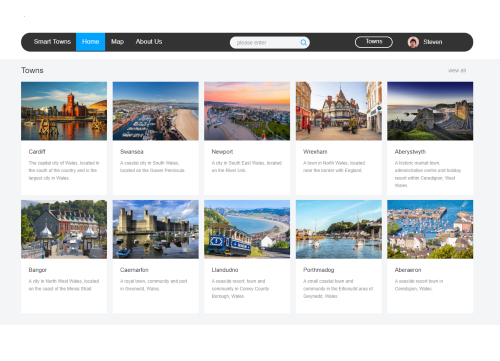 Smart Towns Home Map About Us please enter Towns Steven
Towns view all
Cardiff
The capital city of Wales, located in
the south of the country and is the
largest city in Wales.
Swansea
A coastal city in South Wales,
located on the Gower Peninsula.
Newport
A city in South East Wales, located
on the River Usk.
Wrexham
A town in North Wales, located
near the border with England.
Aberystwyth
A historic market town,
administrative centre and holiday
resort within Ceredigion, West
Wales.
Bangor
A city in North West Wales, located
on the coast of the Menai Strait.
Caernarfon
A royal town, community and port
in Gwynedd, Wales.
Llandudno
A seaside resort, town and
community in Conwy County
Borough, Wales.
Porthmadog
A small coastal town and
community in the Eifionydd area of
Gwynedd, Wales.
Aberaeron
A seaside resort town in
Ceredigion, Wales.